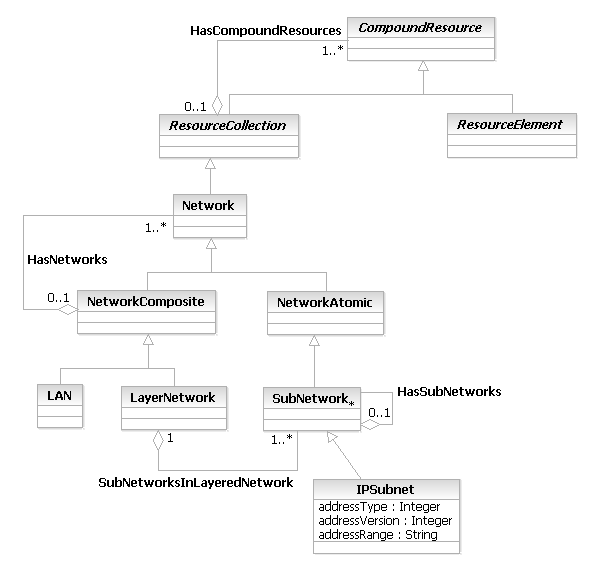 CompoundResource
HasCompoundResources
1..*
0..1
ResourceCollection
ResourceElement
Network
1..*
HasNetworks
0..1
NetworkComposite
NetworkAtomic
LAN
LayerNetwork
SubNetwork
*
HasSubNetworks
0..1
1
1..*
SubNetworksInLayeredNetwork
IPSubnet
addressType : Integer
addressVersion : Integer
addressRange : String